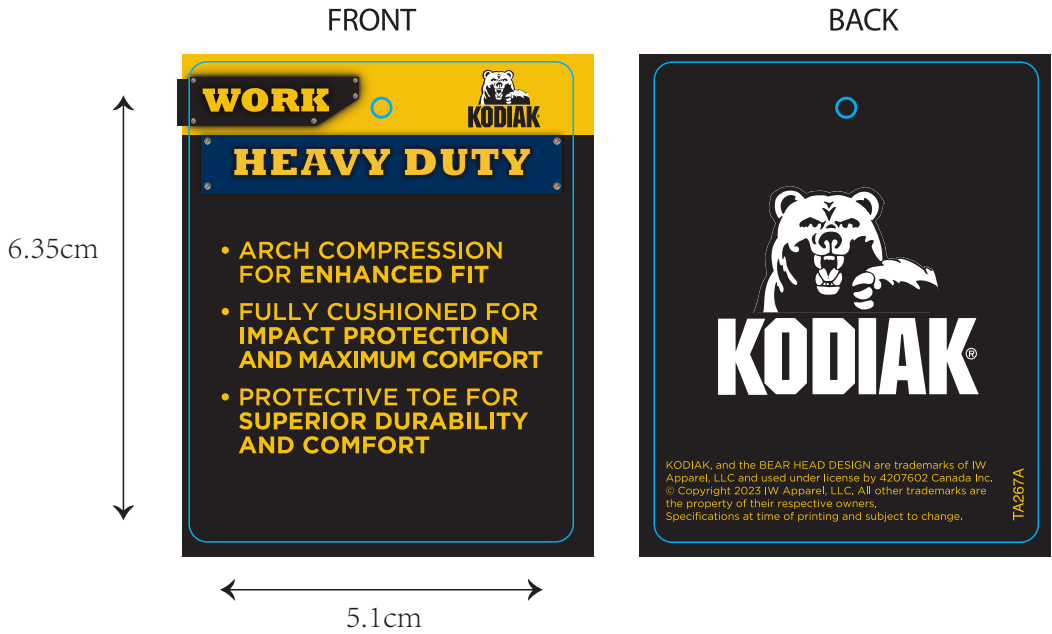 FRONT
BACK
WORK
KODIAK
HEAVY DUTY
6.35cm
• ARCH COMPRESSION
FOR ENHANCED FIT
• FULLY CUSHIONED FOR
IMPACT PROTECTION
AND MAXIMUM COMFORT
• PROTECTIVE TOE FOR
SUPERIOR DURABILITY
AND COMFORT
5.1cm
KODIAK®
KODIAK, and the BEAR HEAD DESIGN are trademarks of IW
Apparel, LLC and used under license by 4207602 Canada Inc.
© Copyright 2023 IW Apparel, LLC, All other trademarks are
the property of their respective owners.
Specifications at time of printing and subject to change.
TA267A